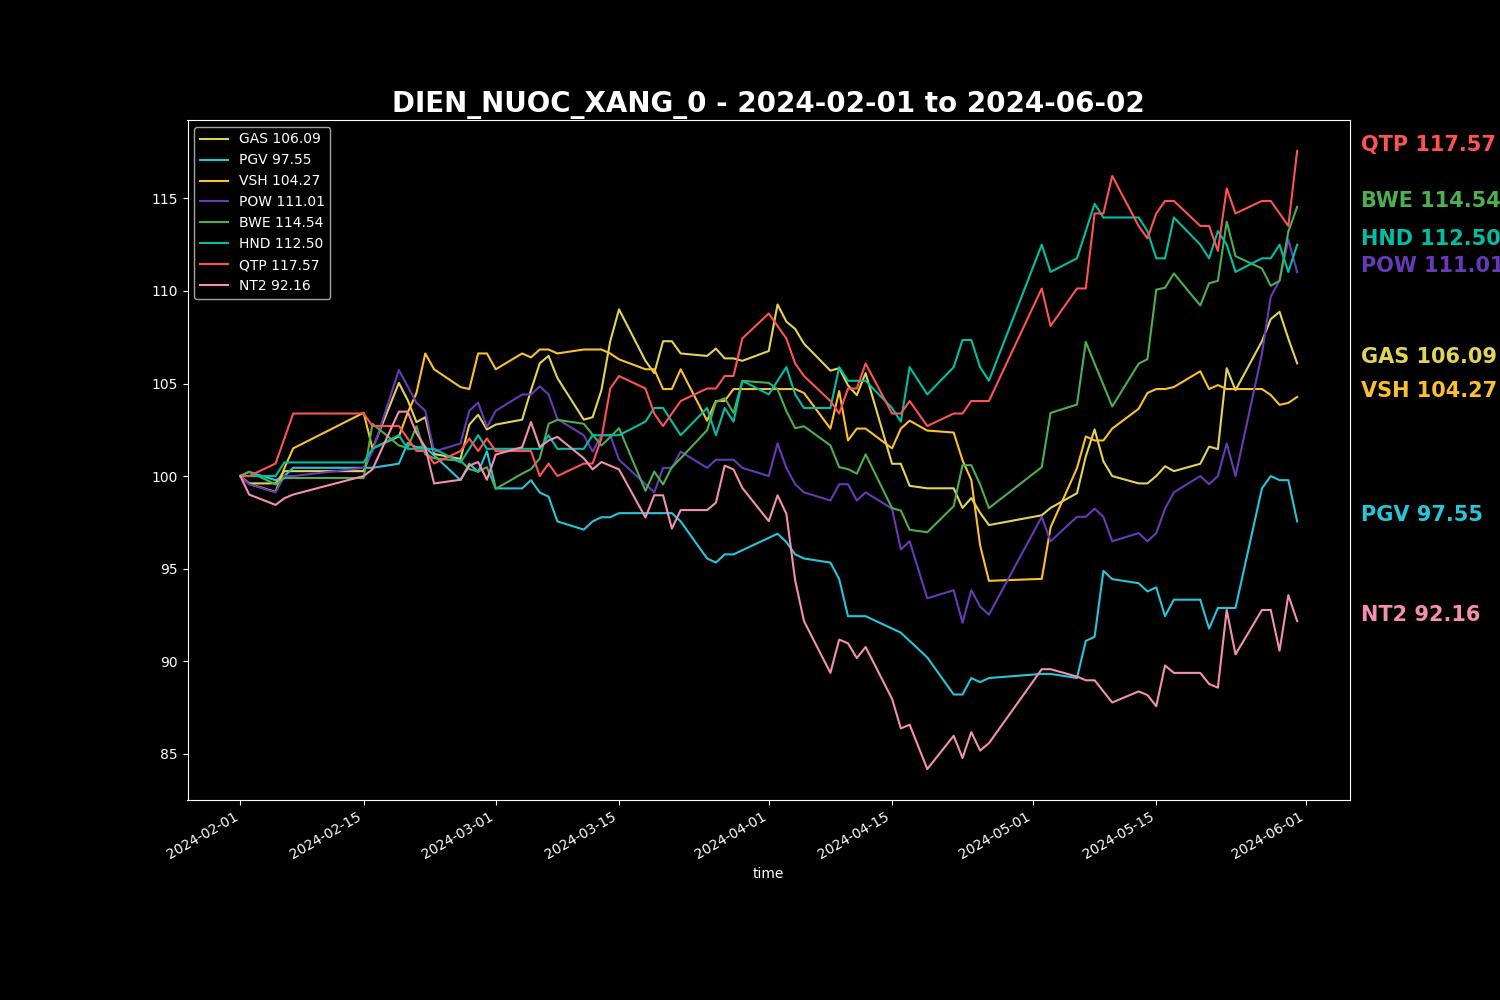 DIEN_NUOC_XANG_0 - 2024-02-01 to 2024-06-02
GAS 106.09
PGV 97.55
VSH 104.27
POW 111.01
BWE 114.54
HND 112.50
QTP 117.57
NT2 92.16
QTP 117.57
BWE 114.54
HND 112.50
POW 111.01
GAS 106.09
VSH 104.27
PGV 97.55
NT2 92.16
115
110
105
100
95
90
85
2024-02-01
2024-02-15
2024-03-01
2024-03-15
2024-04-01
2024-04-15
2024-05-01
2024-05-15
2024-06-01
time